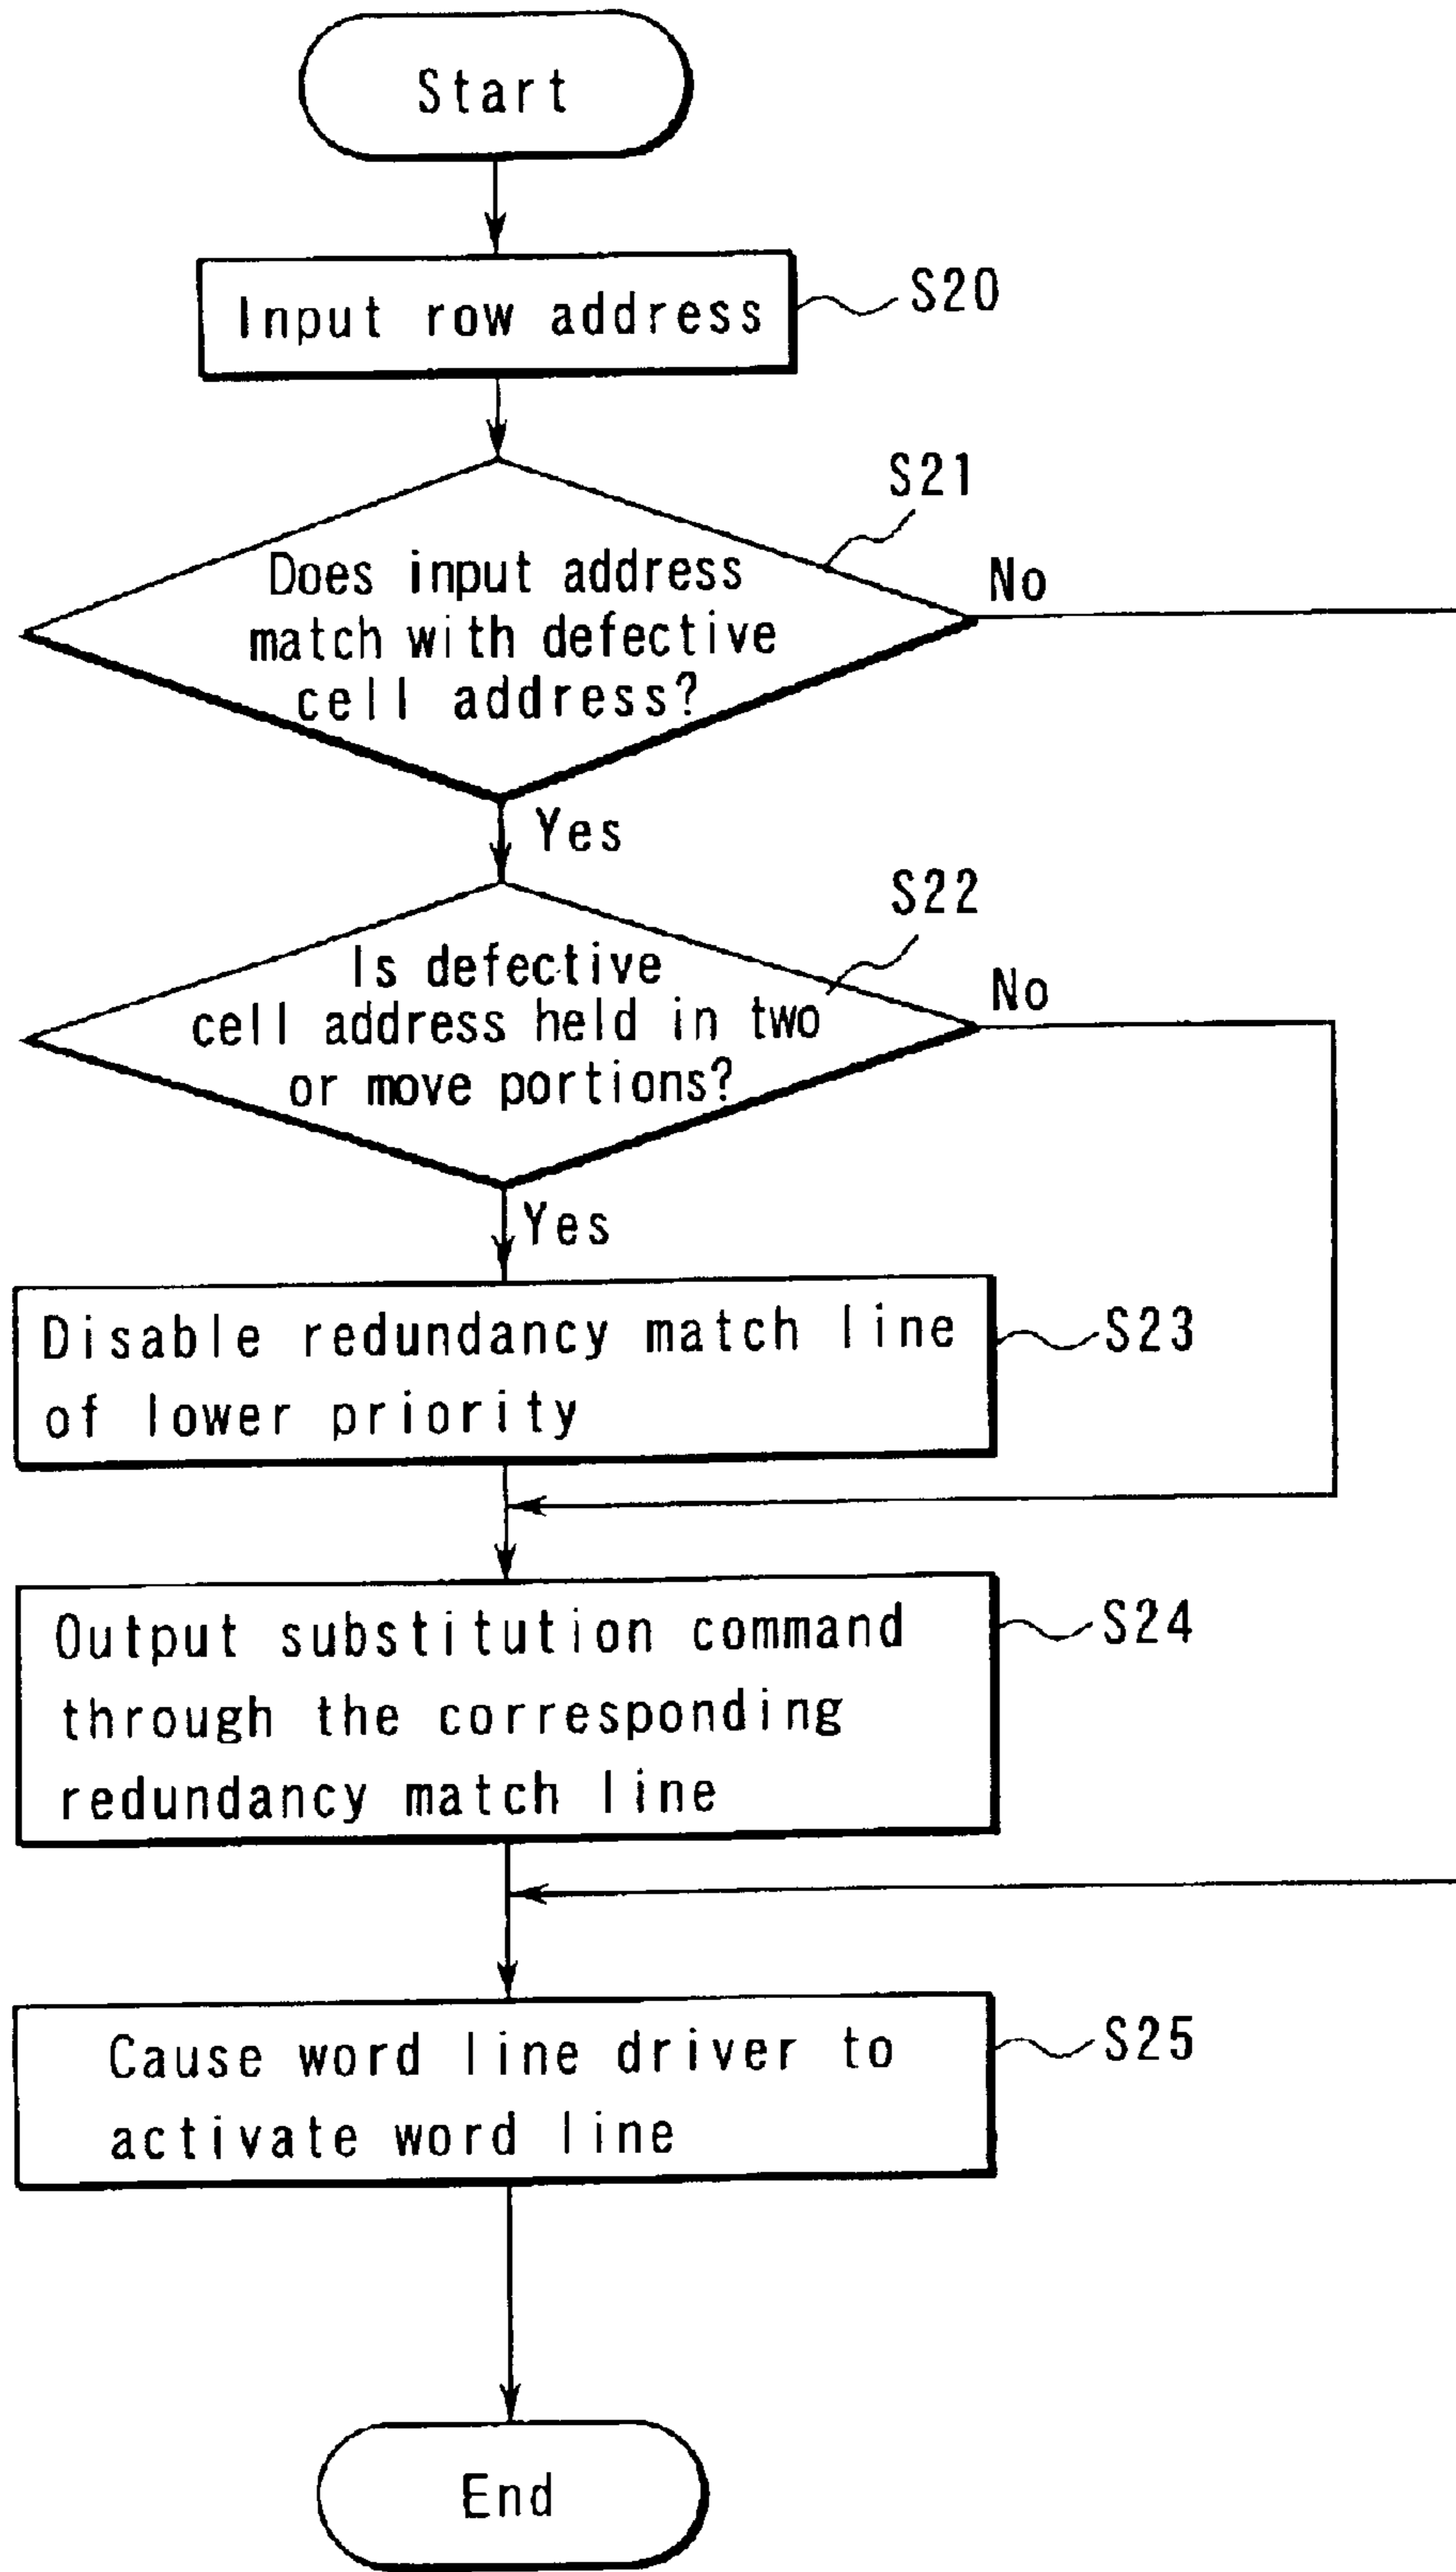 Start
Input row address
S20
S21
Does input address
match with defective
cell address?
No
Yes
S22
Is defective
cell address held in two
or move portions?
No
Yes
Disable redundancy match line
of lower priority
S23
Output substitution command
through the corresponding
redundancy match line
S24
Cause word line driver to
activate word line
S25
End